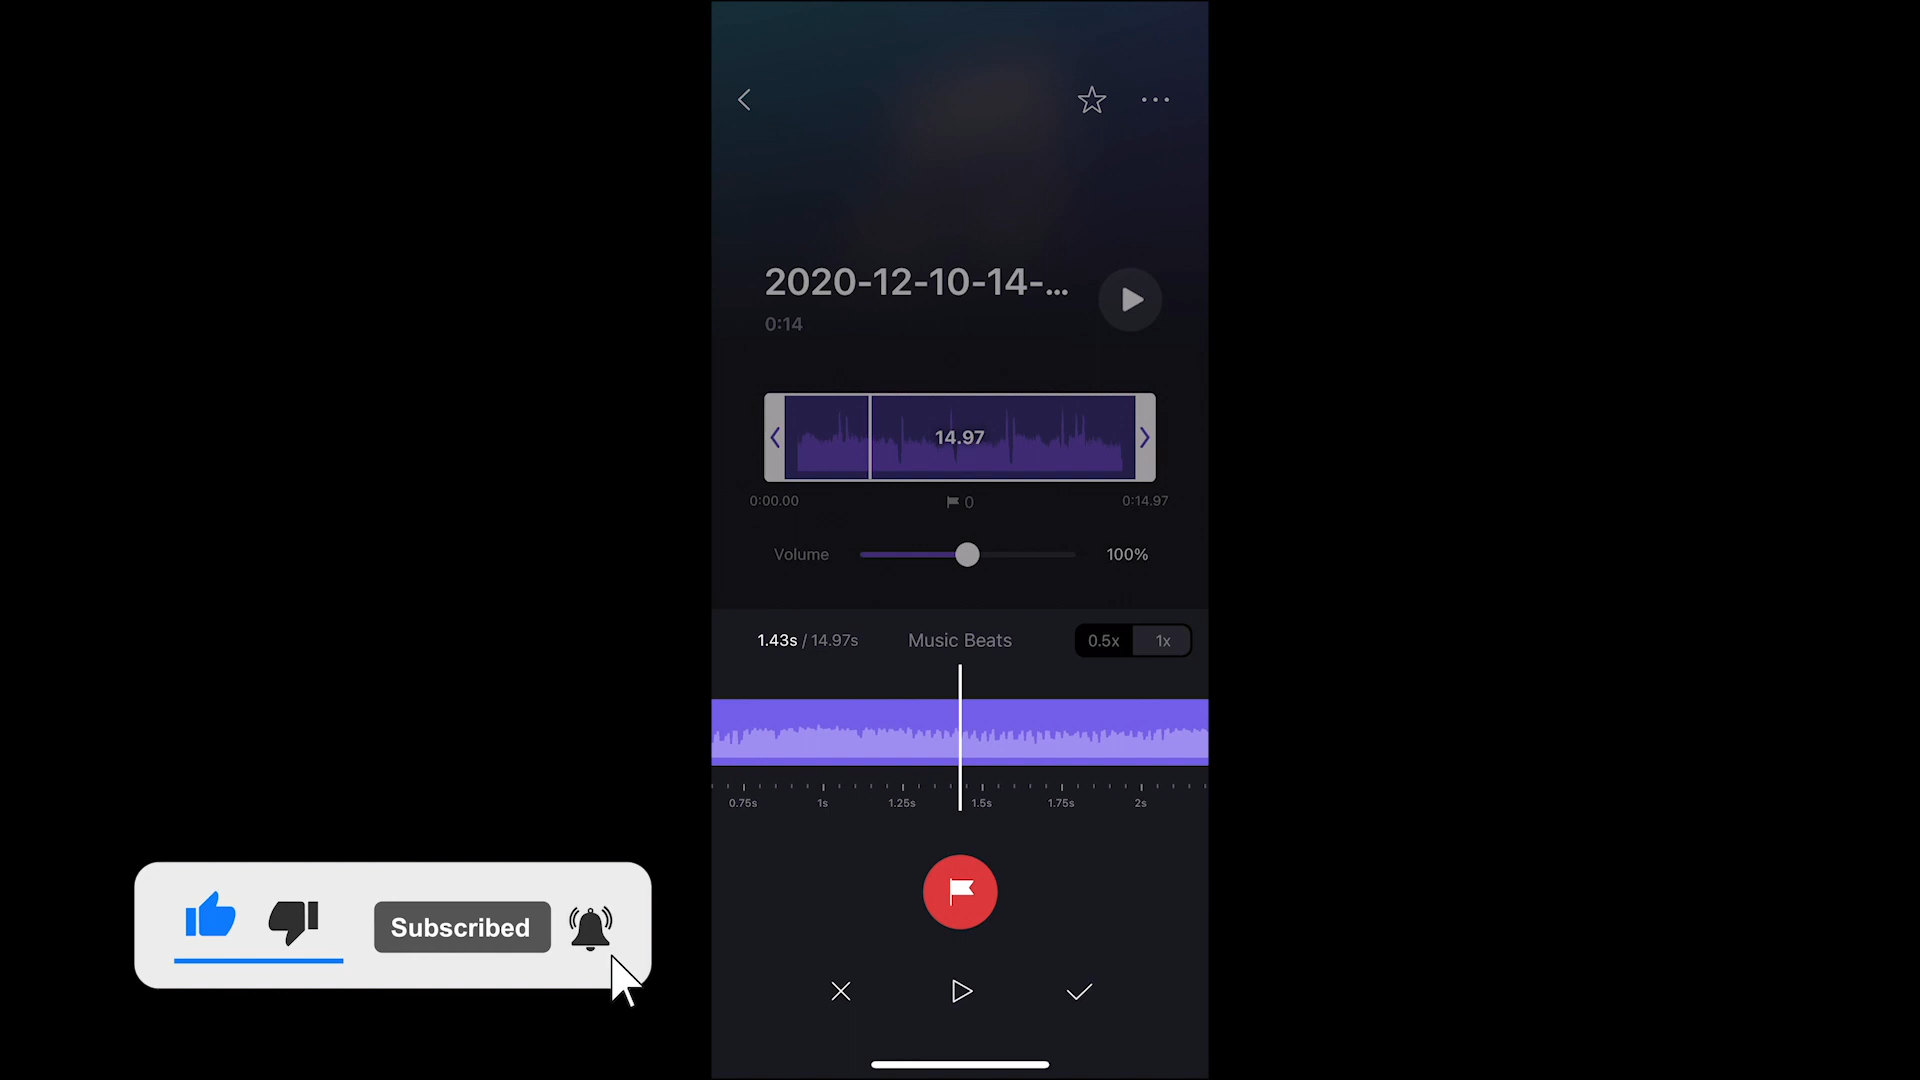 2020-12-10-14-...
0:14
14.97
0:00.00
0
0:14.97
Volume
100%
1.43s / 14.97s
Music Beats
0.5x
1x
0.75s
1s
1.25s
1.5s
1.75s
2s
Subscribed